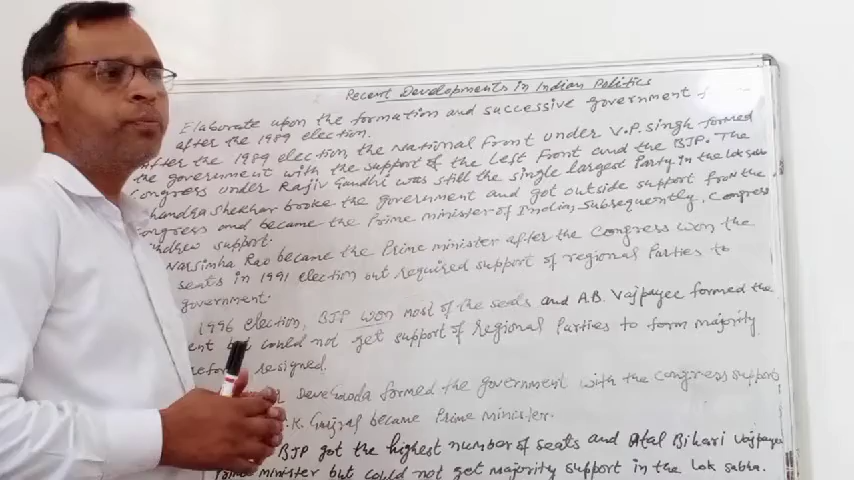 Recent Developments in Indian Politics
Elaborate upon the formation and successive government
after the 1989 election.
After the 1989 election, the National Front under V.P. Singh formed
the government with the support of the Left Front and the BJP. The
Congress under Rajiv Gandhi was still the single largest Party in the Lok sabha
Chandra Shekhar broke the government and got outside support from the
Congress and became the Prime minister of India, Subsequently, Congress
support.
Narsimha Rao became the Prime minister after the Congress won the
seats in 1991 election but required support of regional Parties to
government.
1996 election, BJP won most of the seats and A.B. Vajpayee formed the
but could not get support of Regional Parties to form majority
resigned.
formed the government with the Congress support
.K. Gujral became Prime minister.
BJP got the highest number of seats and Atal Bihari Vajpayee
minister but could not get majority support in the Lok sabha.